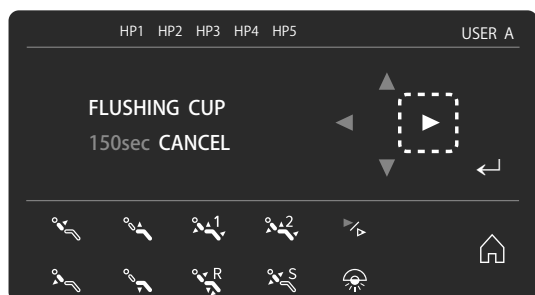 HP1 HP2 HP3 HP4 HP5 USER A
FLUSHING CUP
150sec CANCEL
1 2
R S